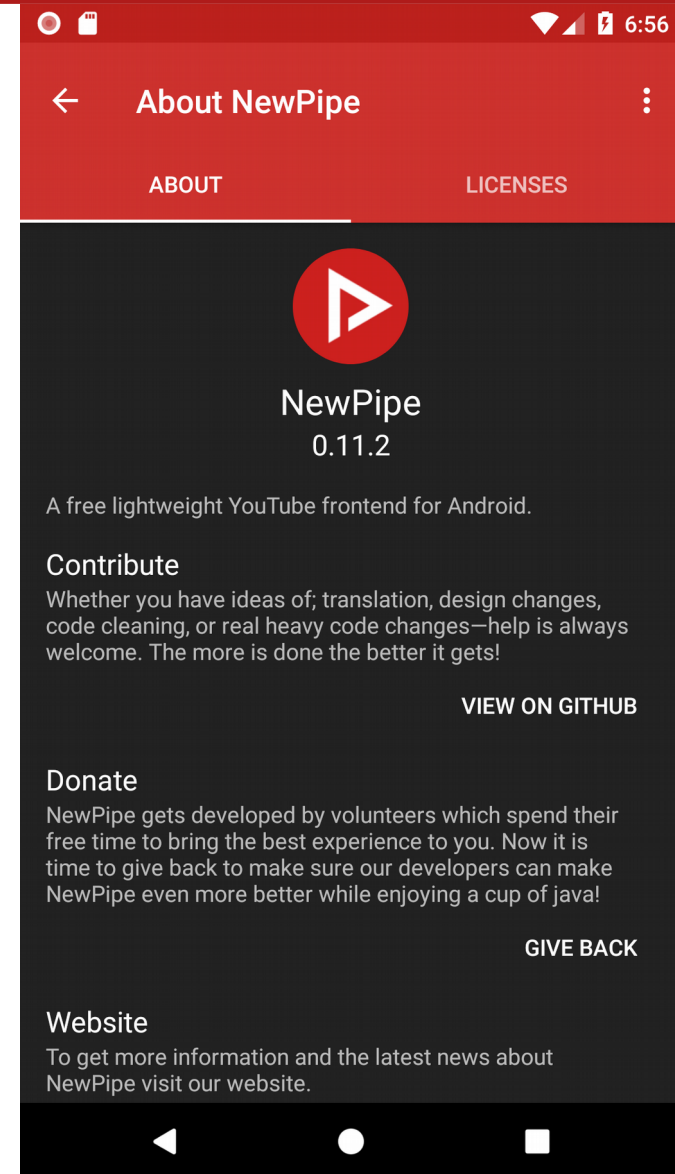 6:56
About NewPipe
ABOUT
LICENSES
NewPipe
0.11.2
A free lightweight YouTube frontend for Android.
Contribute
Whether you have ideas of; translation, design changes,
code cleaning, or real heavy code changes—help is always
welcome. The more is done the better it gets!
VIEW ON GITHUB
Donate
NewPipe gets developed by volunteers which spend their
free time to bring the best experience to you. Now it is
time to give back to make sure our developers can make
NewPipe even more better while enjoying a cup of java!
GIVE BACK
Website
To get more information and the latest news about
NewPipe visit our website.